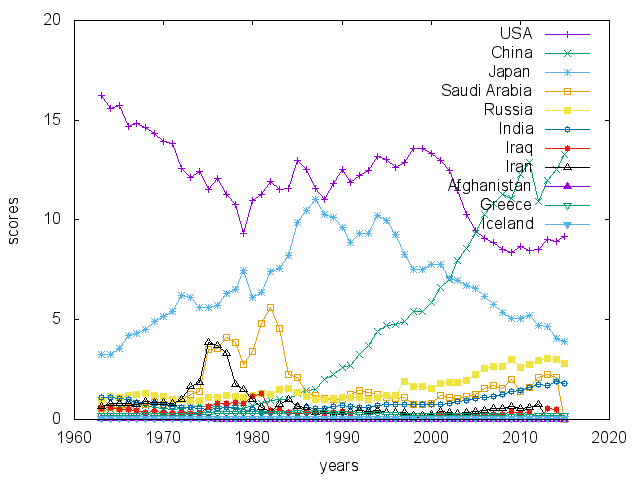 20
USA
China
Japan
Saudi Arabia
15
Russia
India
Iraq
Iran
Afghanistan
scores
10
Greece
Iceland
5
0
1960 1970 1980 1990 2000 2010 2020
years